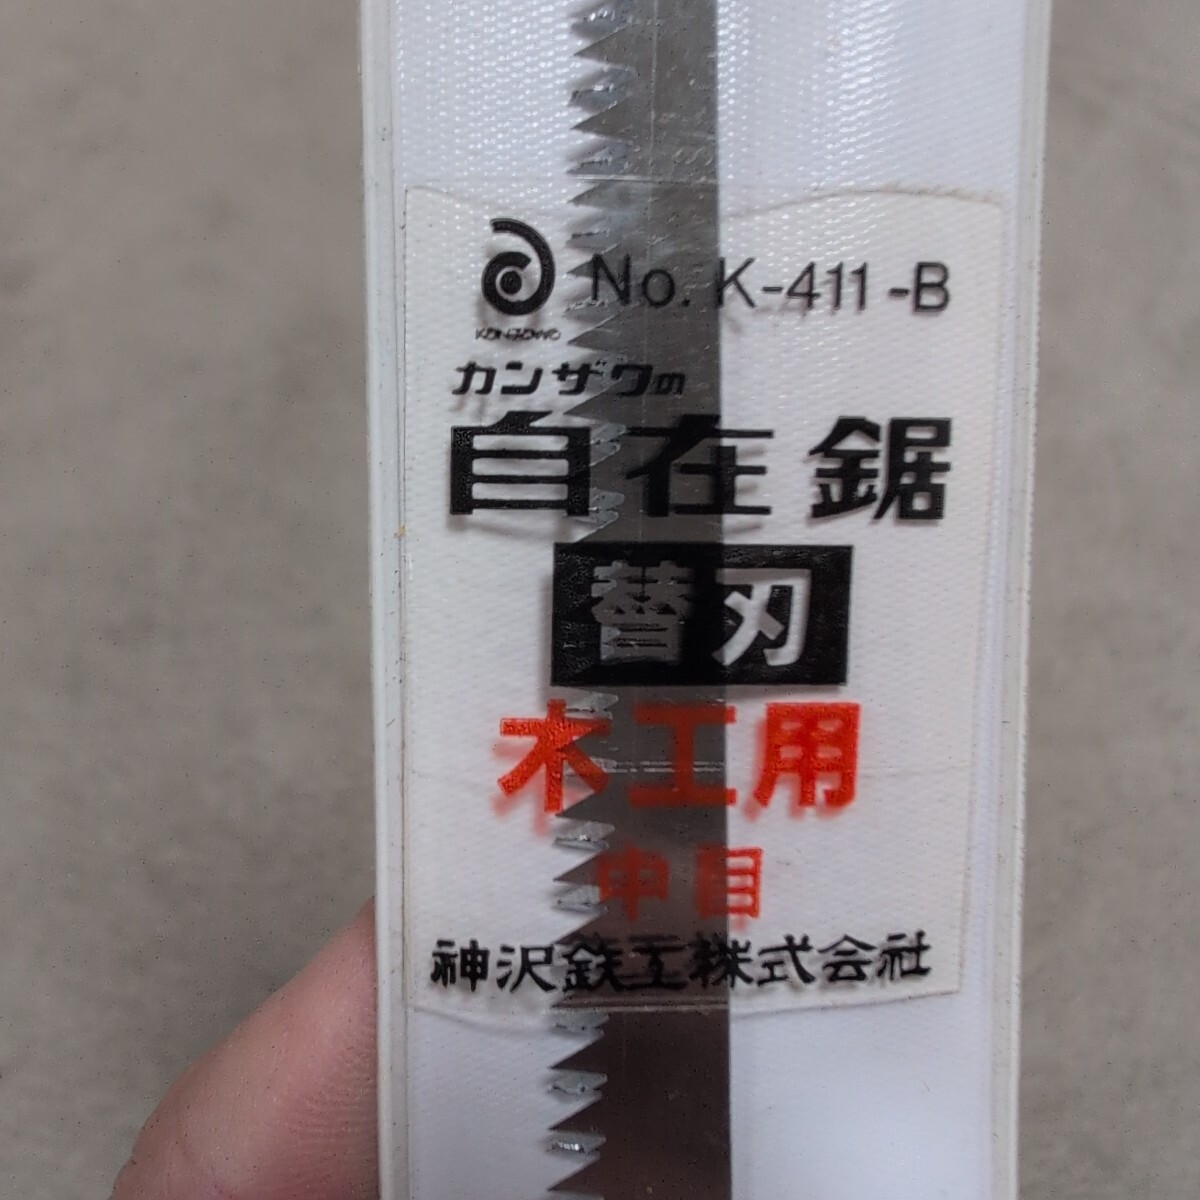 No. K-411-B
KANZAWA
カンザワの
自在鋸
替刃
木工用
中目
神沢鉄工株式会社